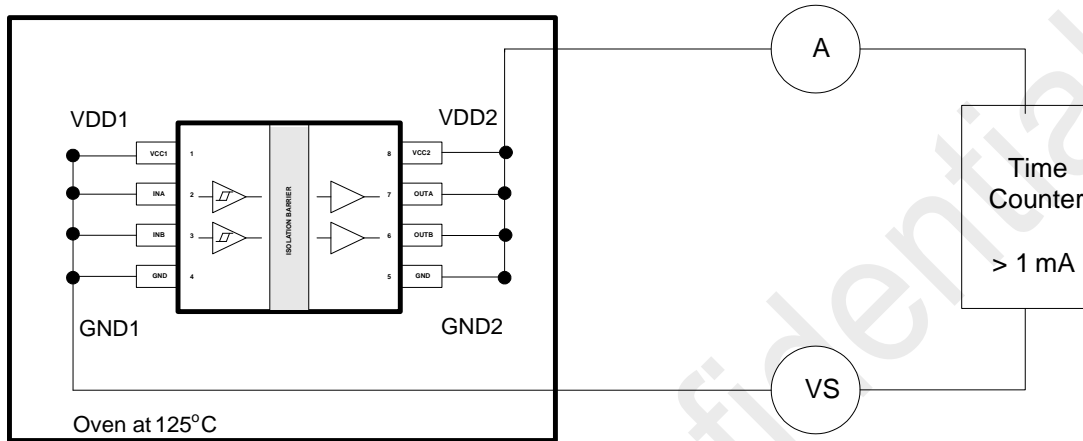 A
VDD1
VDD2
VCC1 1
8 VCC2
INA 2
7 OUTA
INB 3
6 OUTB
GND 4
5 GND
ISOLATION BARRIER
GND1
GND2
Time
Counter
> 1 mA
VS
Oven at 125°C
fidential